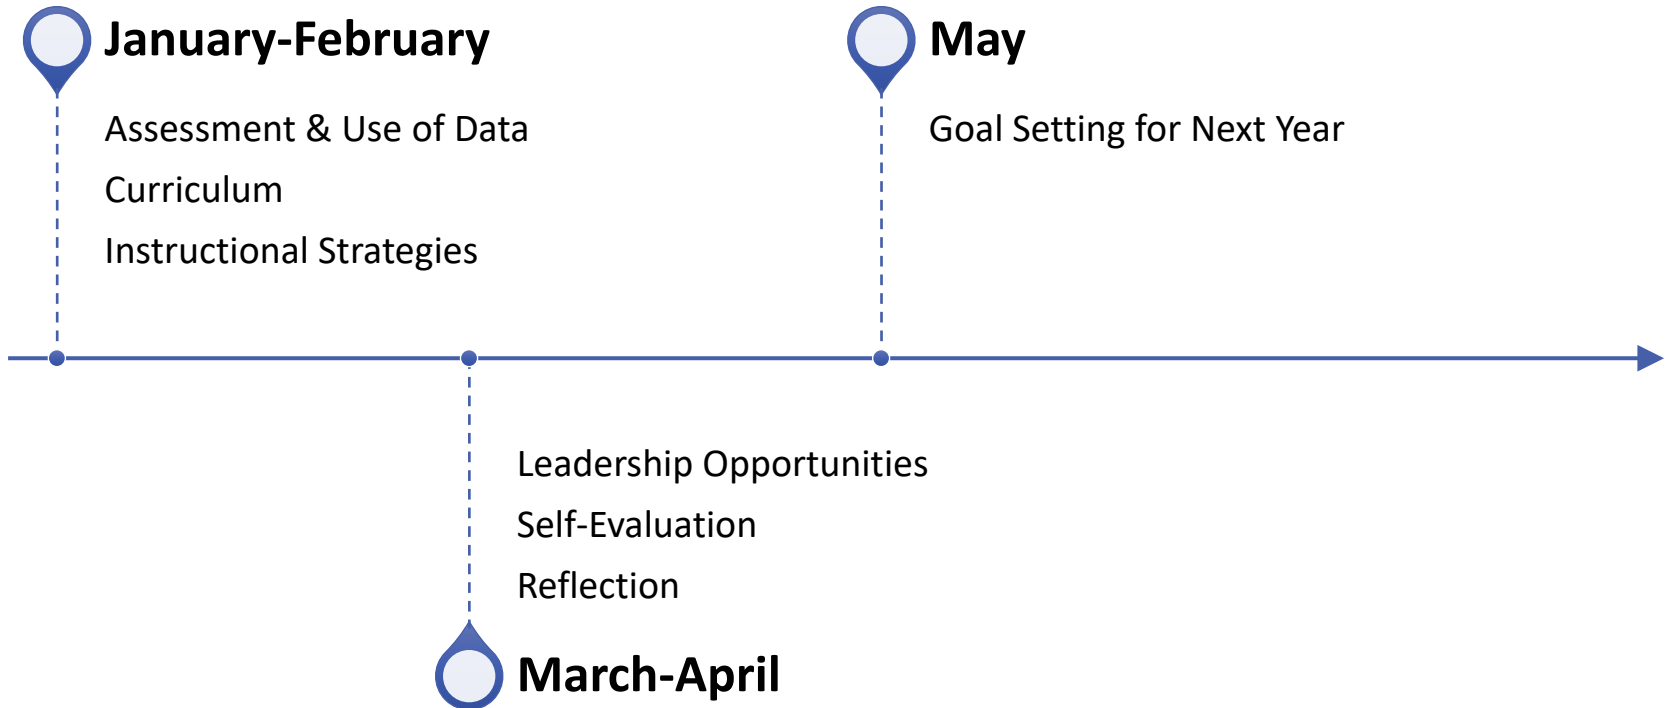 January-February
Assessment & Use of Data
Curriculum
Instructional Strategies
May
Goal Setting for Next Year
Leadership Opportunities
Self-Evaluation
Reflection
March-April